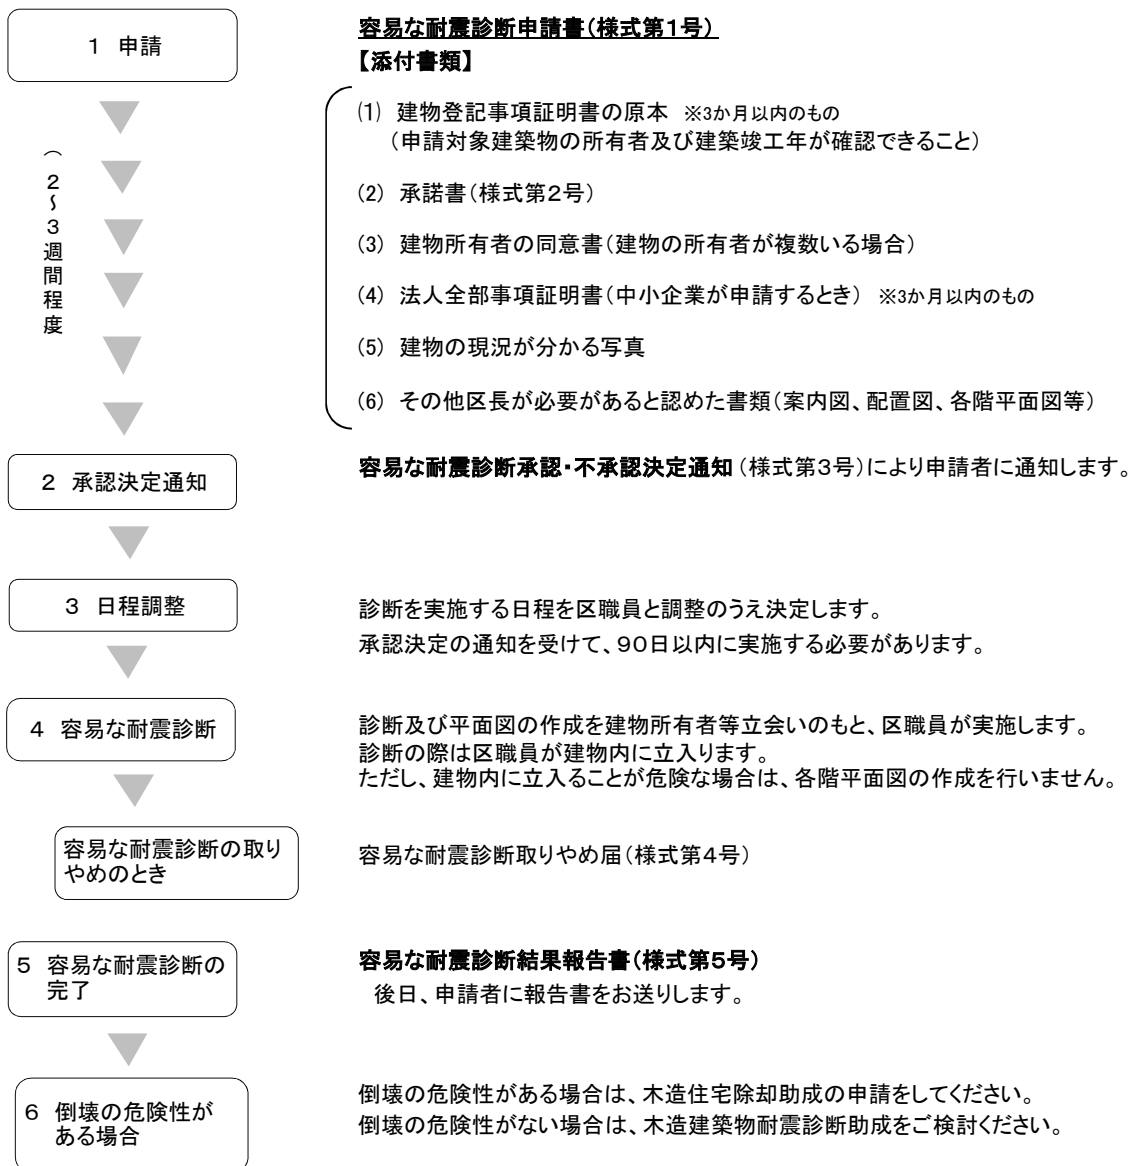 1 申請
容易な耐震診断申請書(様式第1号)
【添付書類】
⑴ 建物登記事項証明書の原本 ※3か月以内のもの
(申請対象建築物の所有者及び建築竣工年が確認できること)
(2) 承諾書(様式第2号)
(3) 建物所有者の同意書(建物の所有者が複数いる場合)
(4) 法人全部事項証明書(中小企業が申請するとき) ※3か月以内のもの
(5) 建物の現況が分かる写真
(6) その他区長が必要があると認めた書類(案内図、配置図、各階平面図等)
(2~3週間程度
2 承認決定通知
容易な耐震診断承認・不承認決定通知(様式第3号)により申請者に通知します。
3 日程調整
診断を実施する日程を区職員と調整のうえ決定します。
承認決定の通知を受けて、90日以内に実施する必要があります。
4 容易な耐震診断
診断及び平面図の作成を建物所有者等立会いのもと、区職員が実施します。
診断の際は区職員が建物内に立入ります。
ただし、建物内に立入ることが危険な場合は、各階平面図の作成を行いません。
容易な耐震診断の取り
やめのとき
容易な耐震診断取りやめ届(様式第4号)
5 容易な耐震診断の
完了
容易な耐震診断結果報告書(様式第5号)
後日、申請者に報告書をお送りします。
6 倒壊の危険性が
ある場合
倒壊の危険性がある場合は、木造住宅除却助成の申請をしてください。
倒壊の危険性がない場合は、木造建築物耐震診断助成をご検討ください。